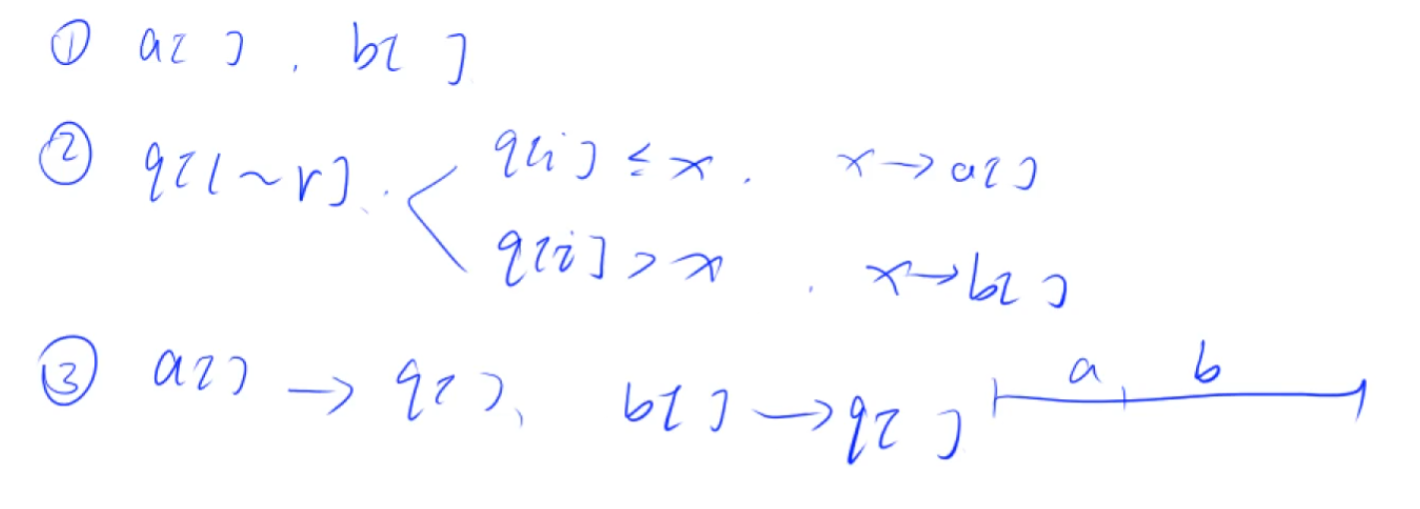 ① a[ ] , b[ ]
② q[l~r] . q[i] ≤ x . x→a[ ]
q[i] > x . x→b[ ]
③ a[ ] → q[ ], b[ ] → q[ ] a b